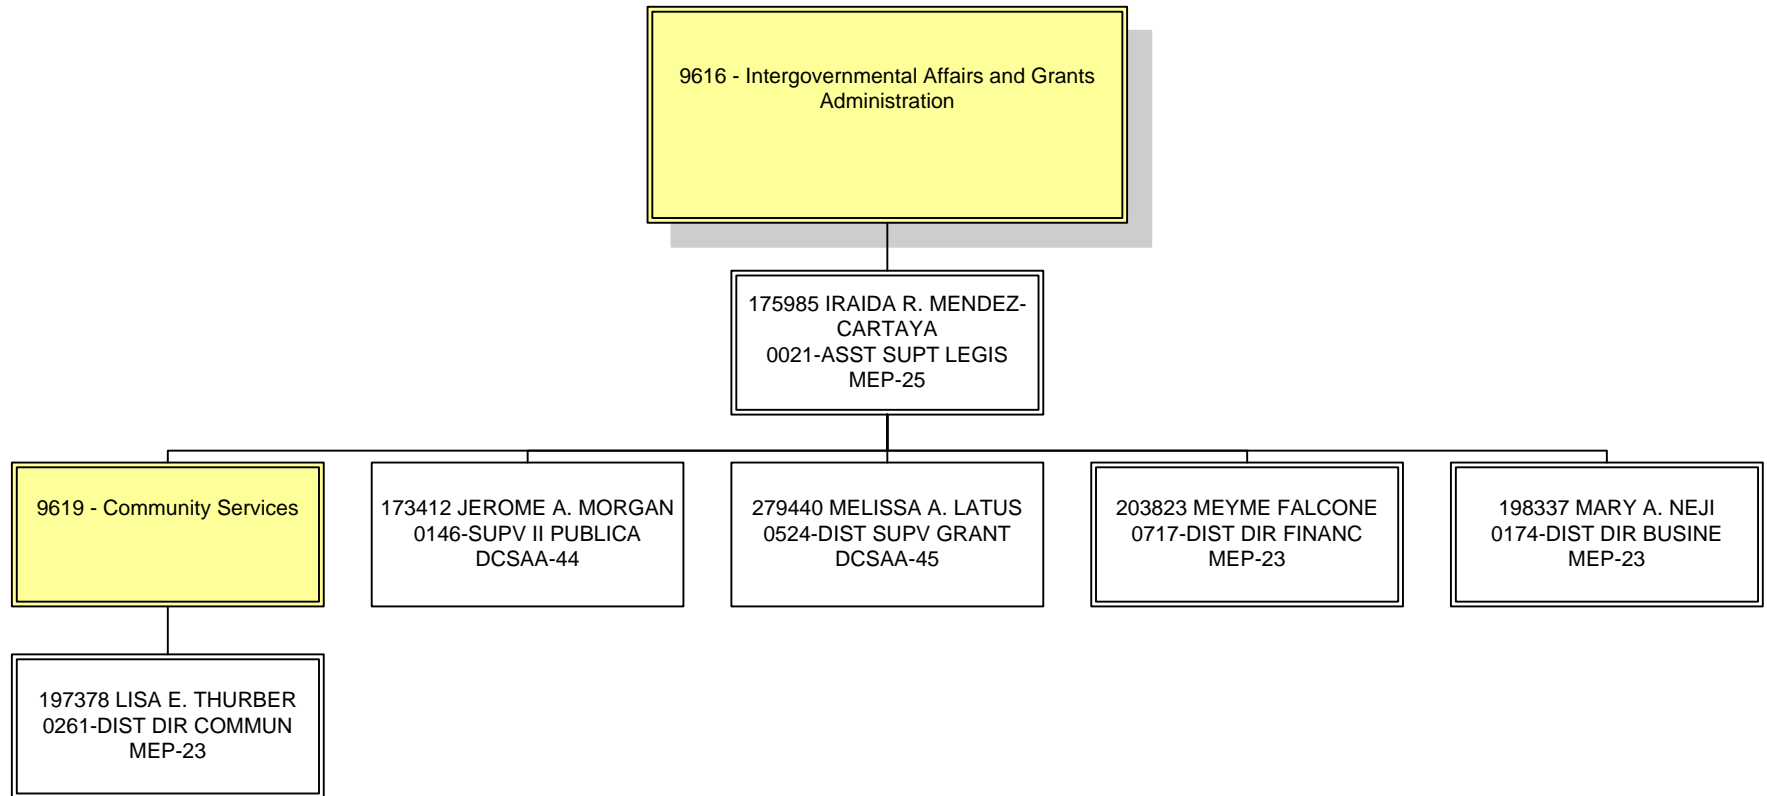 9616 - Intergovernmental Affairs and Grants
Administration
175985 IRAIDA R. MENDEZ-
CARTAYA
0021-ASST SUPT LEGIS
MEP-25
9619 - Community Services
173412 JEROME A. MORGAN
0146-SUPV II PUBLICA
DCSAA-44
279440 MELISSA A. LATUS
0524-DIST SUPV GRANT
DCSAA-45
203823 MEYME FALCONE
0717-DIST DIR FINANC
MEP-23
198337 MARY A. NEJI
0174-DIST DIR BUSINE
MEP-23
197378 LISA E. THURBER
0261-DIST DIR COMMUN
MEP-23